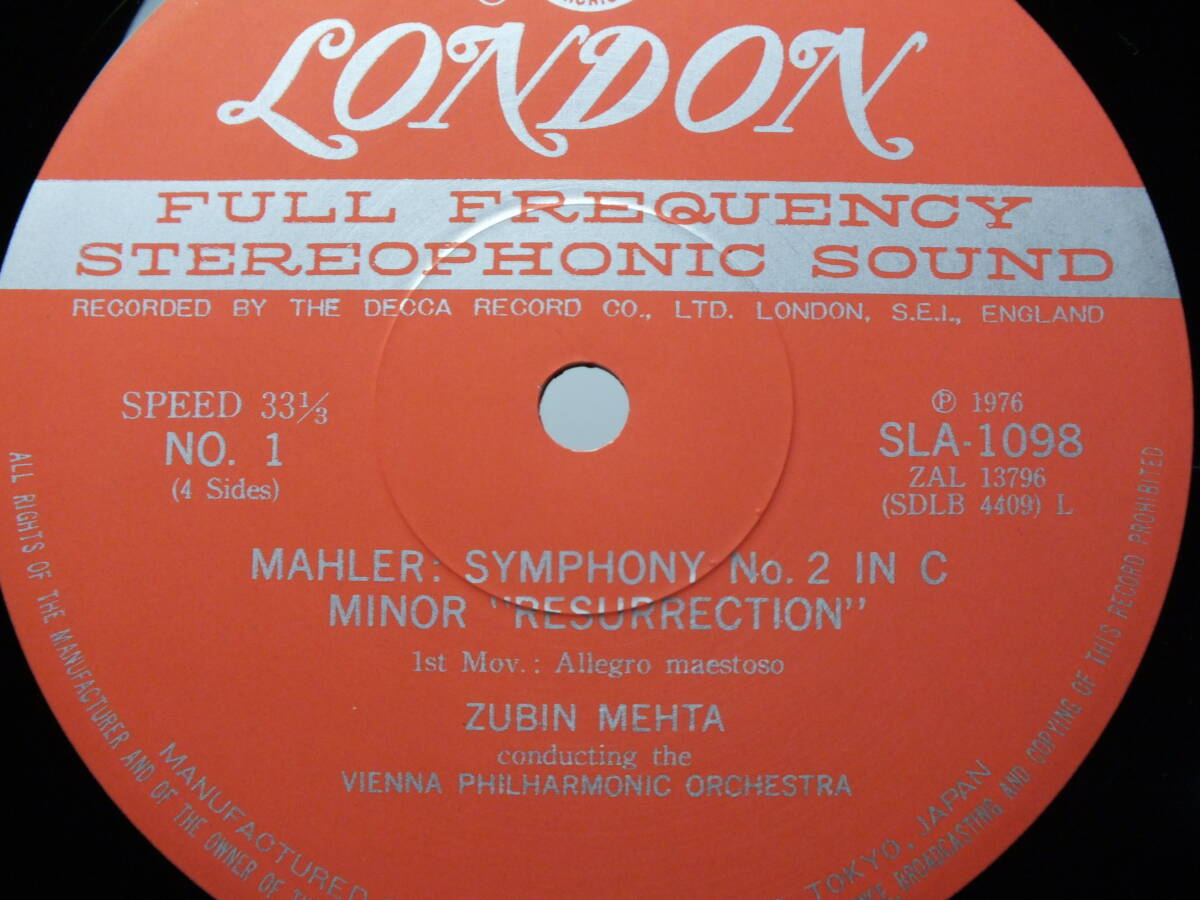 LONDON
FULL FREQUENCY
STEREOPHONIC SOUND
RECORDED BY THE DECCA RECORD CO., LTD. LONDON, S.E.I., ENGLAND
SPEED 33⅓
NO. 1
(4 Sides)
℗ 1976
SLA-1098
ZAL 13796
(SDLB 4409) L
MAHLER: SYMPHONY No. 2 IN C
MINOR "RESURRECTION"
1st Mov.: Allegro maestoso
ZUBIN MEHTA
conducting the
VIENNA PHILHARMONIC ORCHESTRA
ALL RIGHTS OF THE MANUFACTURER AND OF THE OWNER OF
BROADCASTING AND COPYING OF THIS RECORD PROHIBITED
MANUFACTURED
TOKYO, JAPAN